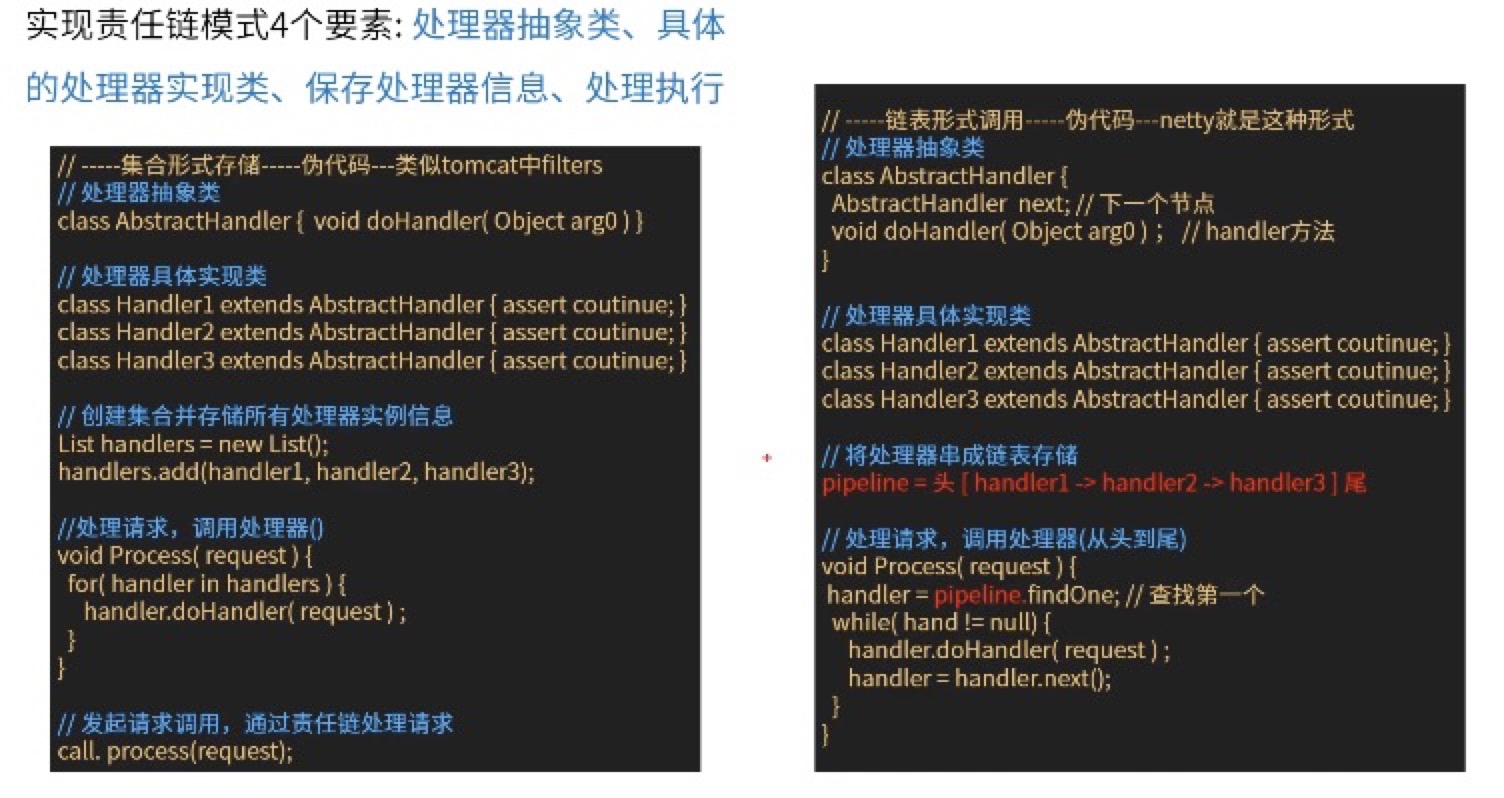 实现责任链模式4个要素: 处理器抽象类、具体
的处理器实现类、保存处理器信息、处理执行
// -----集合形式存储-----伪代码---类似tomcat中filters
// 处理器抽象类
class AbstractHandler { void doHandler( Object arg0 ) }
// 处理器具体实现类
class Handler1 extends AbstractHandler { assert coutinue; }
class Handler2 extends AbstractHandler { assert coutinue; }
class Handler3 extends AbstractHandler { assert coutinue; }
// 创建集合并存储所有处理器实例信息
List handlers = new List();
handlers.add(handler1, handler2, handler3);
//处理请求，调用处理器()
void Process( request ) {
for( handler in handlers ) {
handler.doHandler( request ) ;
}
}
// 发起请求调用，通过责任链处理请求
call. process(request);
// -----链表形式调用-----伪代码---netty就是这种形式
// 处理器抽象类
class AbstractHandler {
AbstractHandler next; // 下一个节点
void doHandler( Object arg0 ) ； // handler方法
}
// 处理器具体实现类
class Handler1 extends AbstractHandler { assert coutinue; }
class Handler2 extends AbstractHandler { assert coutinue; }
class Handler3 extends AbstractHandler { assert coutinue; }
// 将处理器串成链表存储
pipeline = 头 [ handler1 -> handler2 -> handler3 ] 尾
// 处理请求，调用处理器(从头到尾)
void Process( request ) {
handler = pipeline.findOne; // 查找第一个
while( hand != null) {
handler.doHandler( request ) ;
handler = handler.next();
}
}